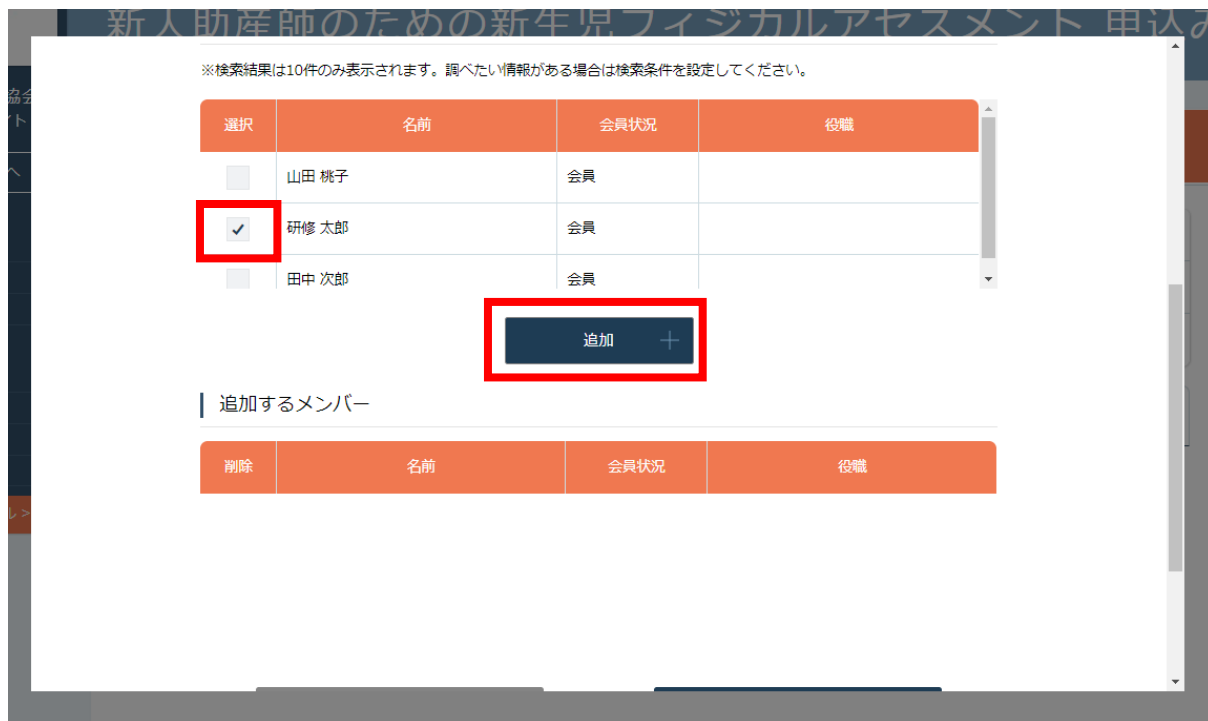 新人助産師のための新生児フィジカルアセスメント 申込み
※検索結果は10件のみ表示されます。調べたい情報がある場合は検索条件を設定してください。
選択 名前 会員状況 役職
山田 桃子 会員
研修 太郎 会員
田中 次郎 会員
追加
追加するメンバー
削除 名前 会員状況 役職